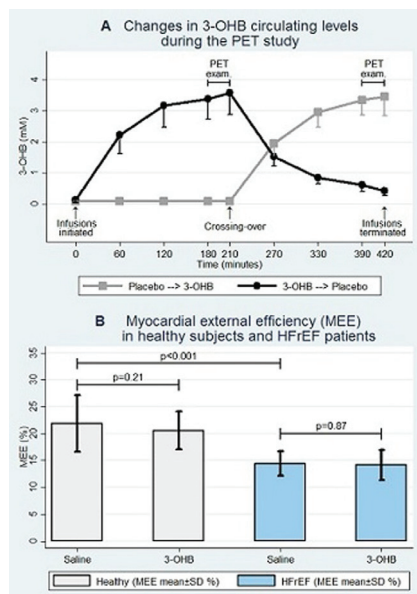 A Changes in 3-OHB circulating levels
during the PET study
PET
exam.
PET
exam.
4
3
2
1
0
3-OHB (mM)
Infusions
initiated
Crossing-over
Infusions
terminated
0 60 120 180 210 270 330 390 420
Time (minutes)
Placebo --> 3-OHB 3-OHB --> Placebo
B Myocardial external efficiency (MEE)
in healthy subjects and HFrEF patients
35
30
25
20
15
10
5
0
MEE (%)
p<0.001
p=0.21
p=0.87
Saline 3-OHB Saline 3-OHB
Healthy (MEE mean±SD %) HFrEF (MEE mean±SD %)